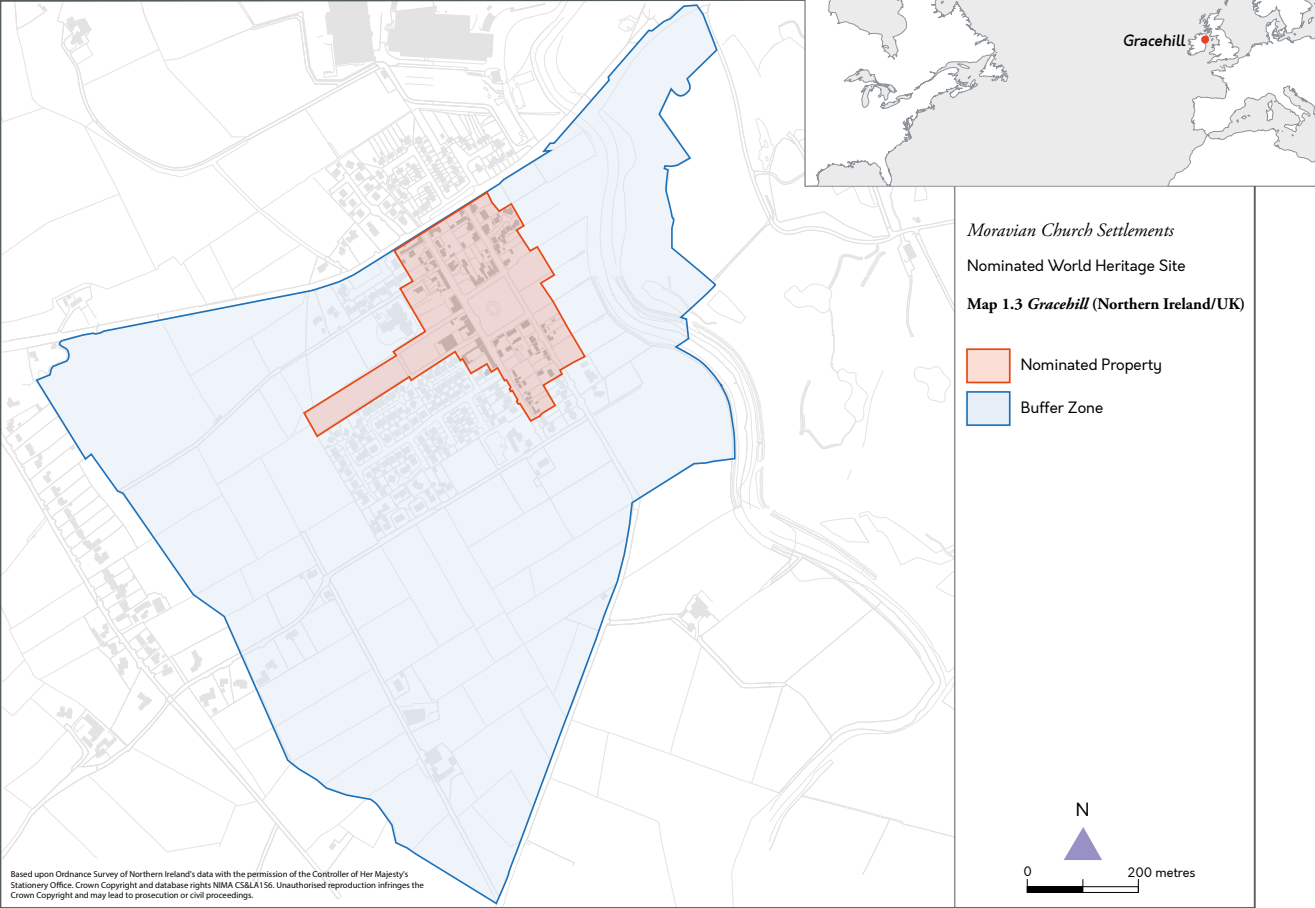 Gracehill
Moravian Church Settlements
Nominated World Heritage Site
Map 1.3 Gracehill (Northern Ireland/UK)
Nominated Property
Buffer Zone
N
0 200 metres
Based upon Ordnance Survey of Northern Ireland's data with the permission of the Controller of Her Majesty's
Stationery Office. Crown Copyright and database rights NIMA CS&LA156. Unauthorised reproduction infringes the
Crown Copyright and may lead to prosecution or civil proceedings.